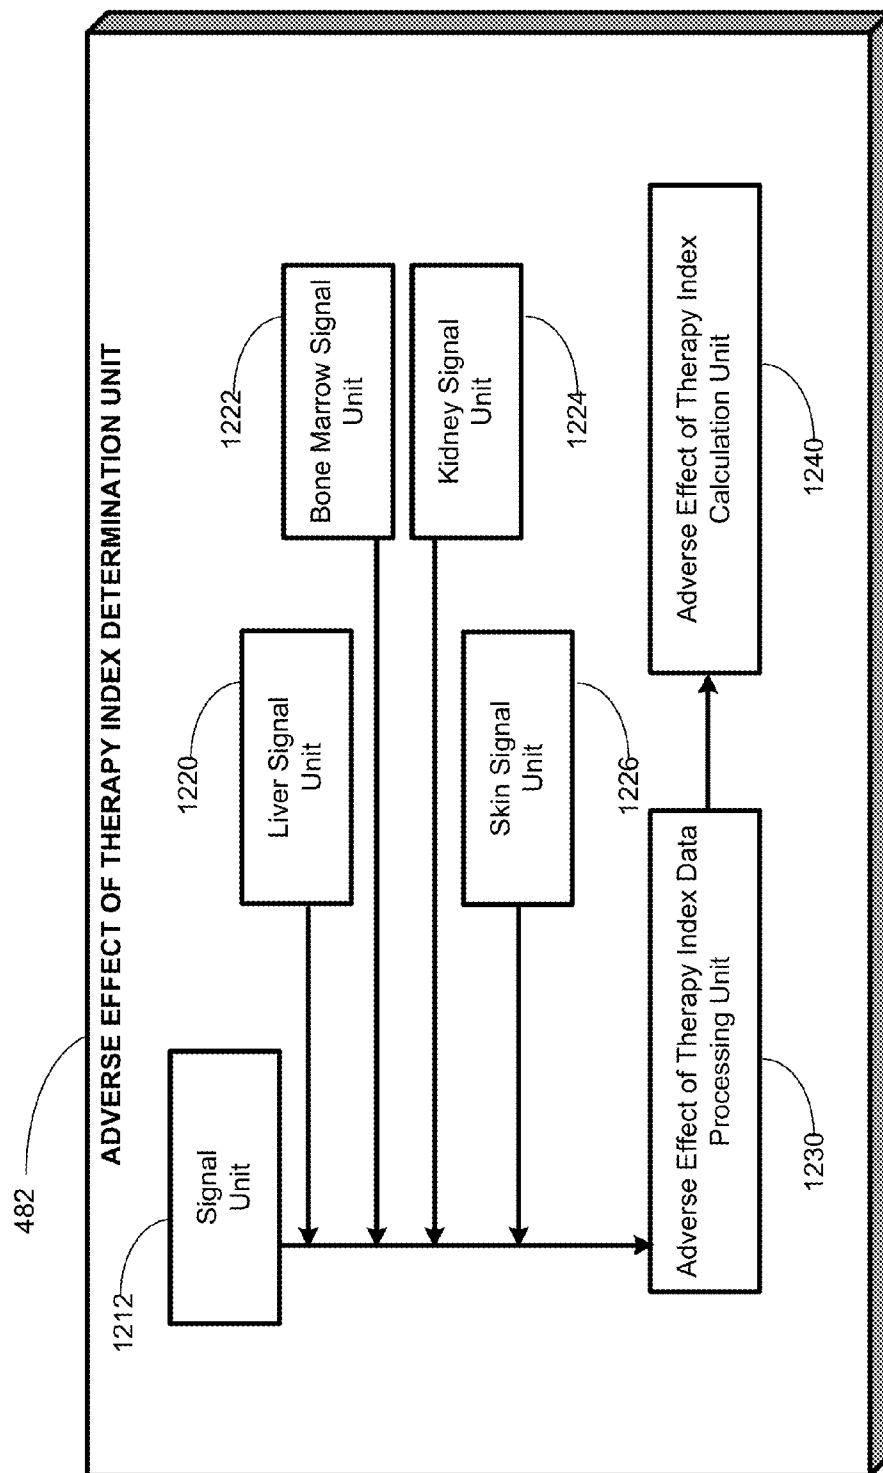 482
ADVERSE EFFECT OF THERAPY INDEX DETERMINATION UNIT
1212
Signal
Unit
1220
Liver Signal
Unit
1222
Bone Marrow Signal
Unit
Kidney Signal
Unit
1224
Skin Signal
Unit
1226
Adverse Effect of Therapy Index Data
Processing Unit
1230
Adverse Effect of Therapy Index
Calculation Unit
1240